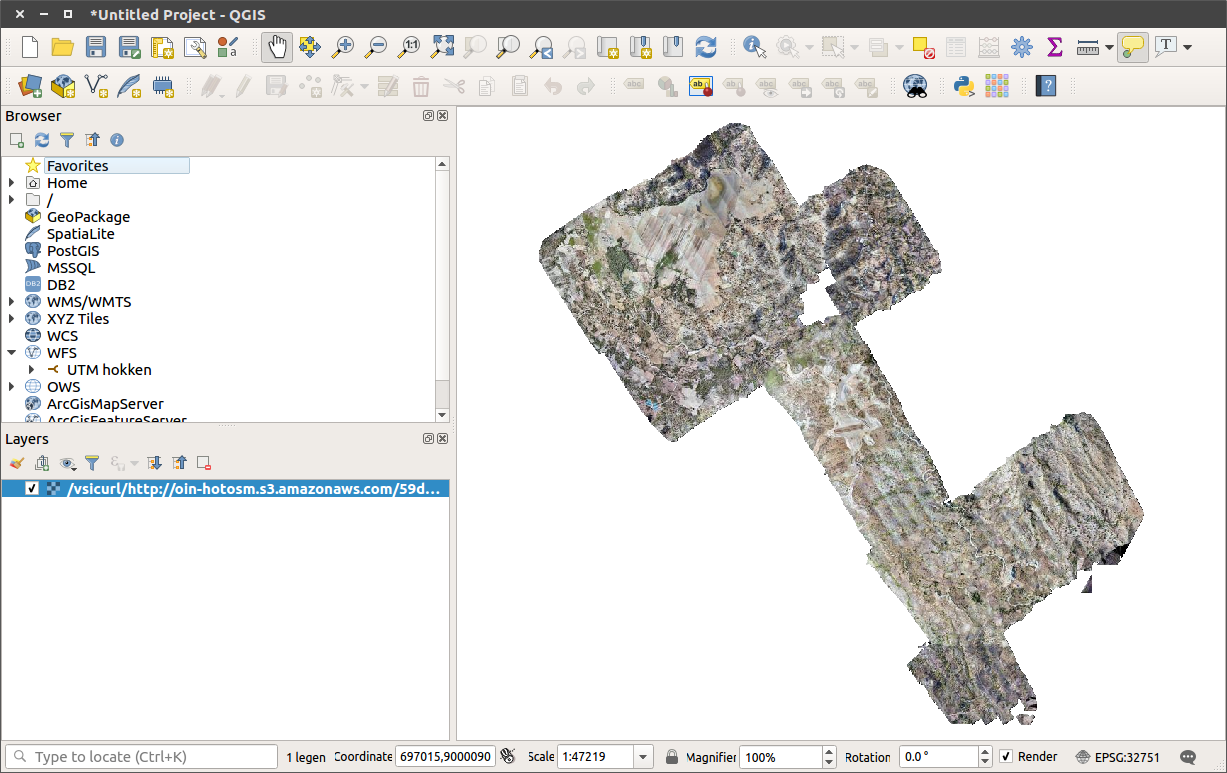 *Untitled Project - QGIS
Browser
Favorites
Home
/
GeoPackage
SpatiaLite
PostGIS
MSSQL
DB2
WMS/WMTS
XYZ Tiles
WCS
WFS
UTM hokken
OWS
ArcGisMapServer
ArcGisFeatureServer
Layers
/vsicurl/http://oin-hotosm.s3.amazonaws.com/59d...
Type to locate (Ctrl+K) 1 legen Coordinate 697015,9000090 Scale 1:47219 Magnifier 100% Rotation 0.0 ° Render EPSG:32751